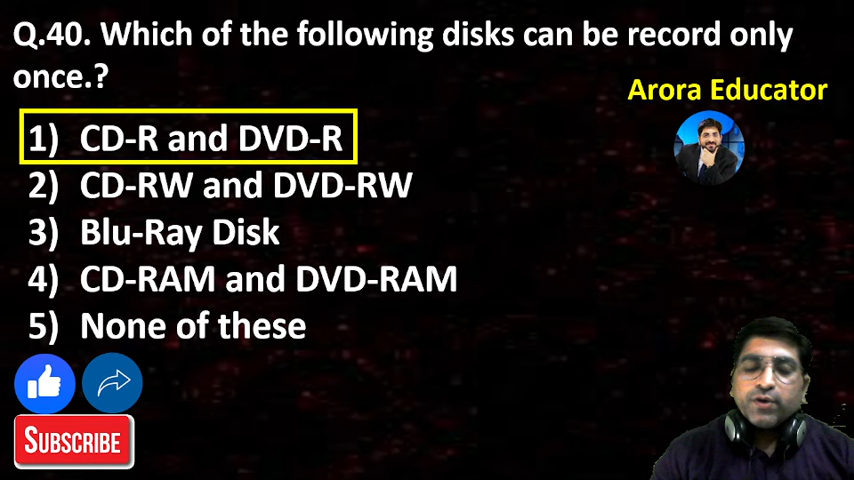 Q.40. Which of the following disks can be record only
once.?
Arora Educator
1) CD-R and DVD-R
2) CD-RW and DVD-RW
3) Blu-Ray Disk
4) CD-RAM and DVD-RAM
5) None of these
SUBSCRIBE